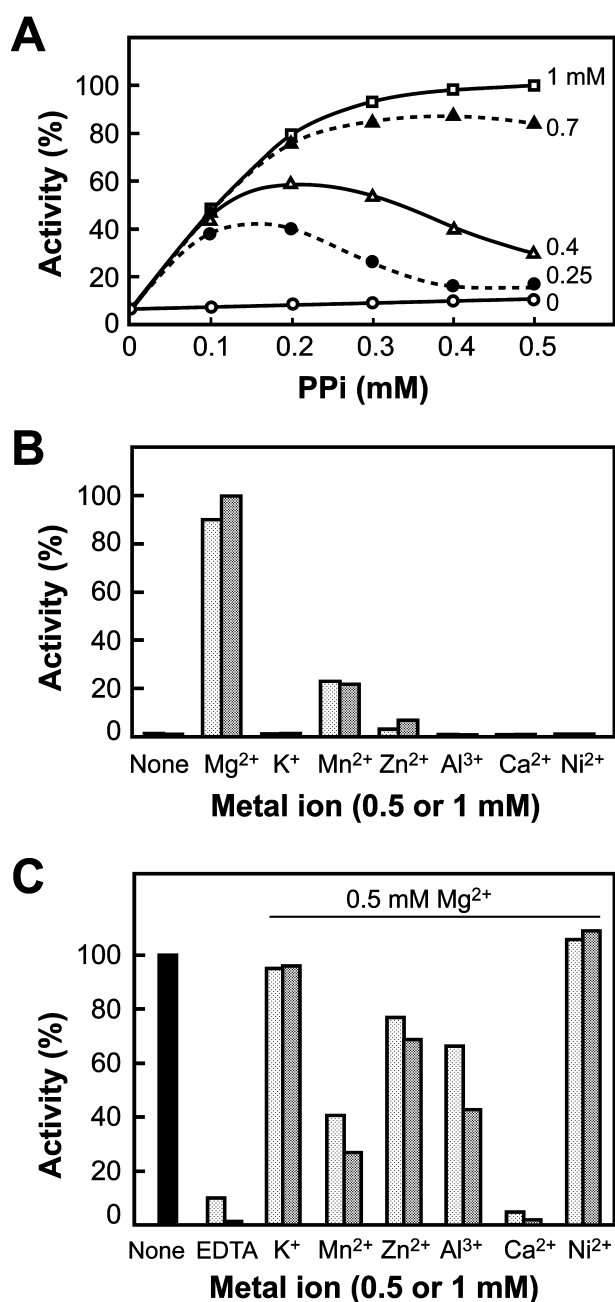 A
Activity (%)
100
80
60
40
20
0
1 mM
0.7
0.4
0.25
0
0 0.1 0.2 0.3 0.4 0.5
PPi (mM)
B
Activity (%)
100
80
60
40
20
0
None Mg²⁺ K⁺ Mn²⁺ Zn²⁺ Al³⁺ Ca²⁺ Ni²⁺
Metal ion (0.5 or 1 mM)
C
0.5 mM Mg²⁺
Activity (%)
100
80
60
40
20
0
None EDTA K⁺ Mn²⁺ Zn²⁺ Al³⁺ Ca²⁺ Ni²⁺
Metal ion (0.5 or 1 mM)